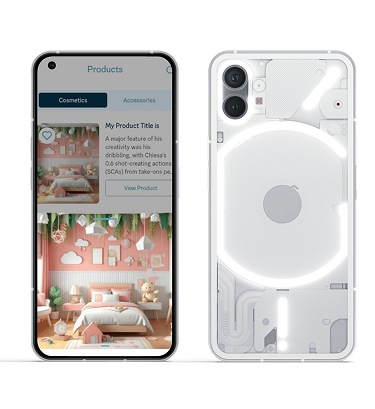 Products
Cosmetics
Accessories
My Product Title is
A major feature of his
creativity was his
dribbling, with Chiesa's
0.6 shot-creating actions
(SCAs) from take-ons pe...
View Product